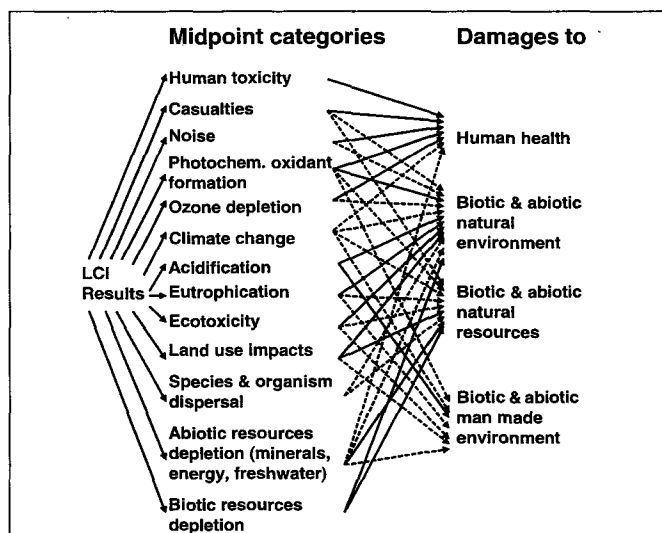 Midpoint categories
Damages to
Human toxicity
Casualties
Noise
Photochem. oxidant
formation
Ozone depletion
Climate change
Acidification
Eutrophication
Ecotoxicity
Land use impacts
Species & organism
dispersal
Abiotic resources
depletion (minerals,
energy, freshwater)
Biotic resources
depletion
LCI
Results
Human health
Biotic & abiotic
natural
environment
Biotic & abiotic
natural
resources
Biotic & abiotic
man made
environment